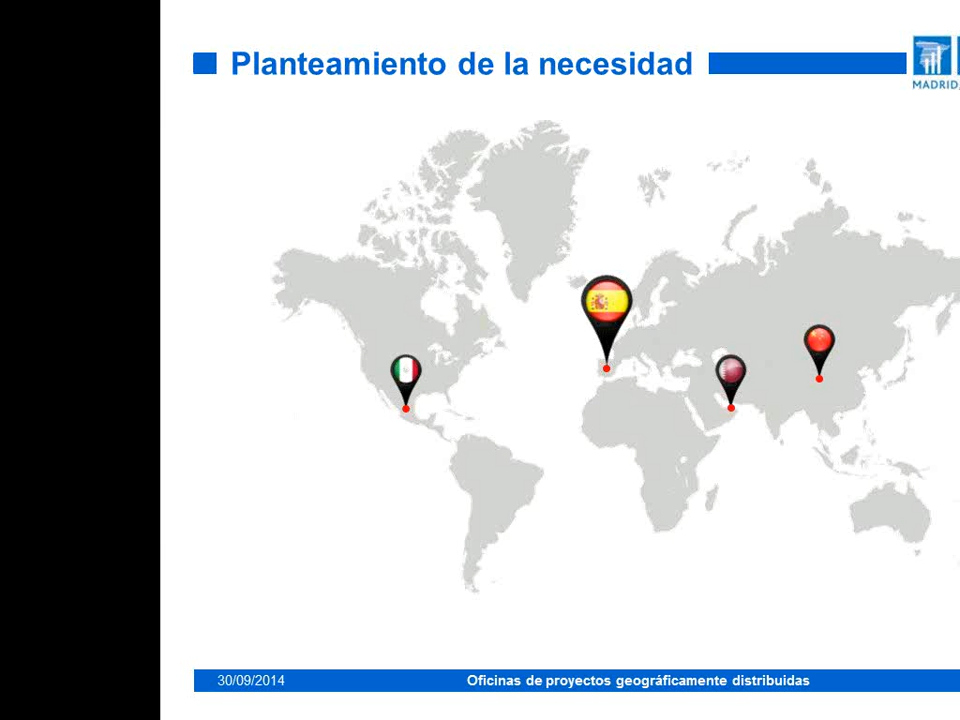 Planteamiento de la necesidad
MADRID,
30/09/2014
Oficinas de proyectos geográficamente distribuidas